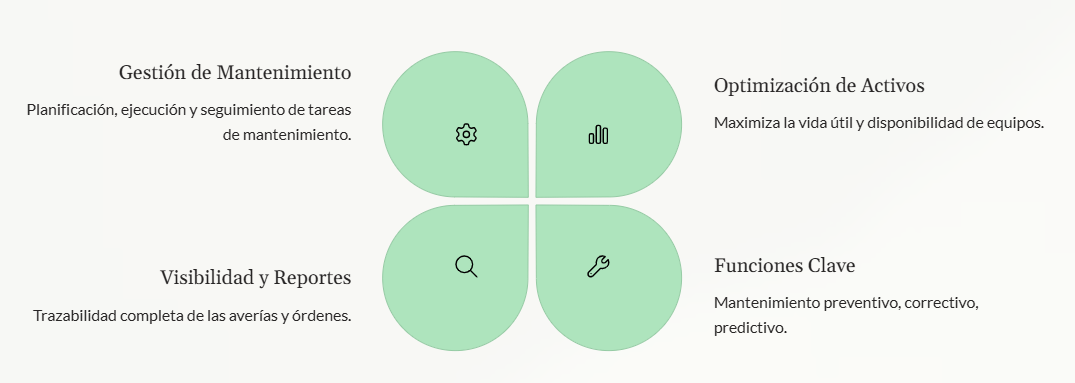 Gestión de Mantenimiento
Planificación, ejecución y seguimiento de tareas
de mantenimiento.
Optimización de Activos
Maximiza la vida útil y disponibilidad de equipos.
Visibilidad y Reportes
Trazabilidad completa de las averías y órdenes.
Funciones Clave
Mantenimiento preventivo, correctivo,
predictivo.